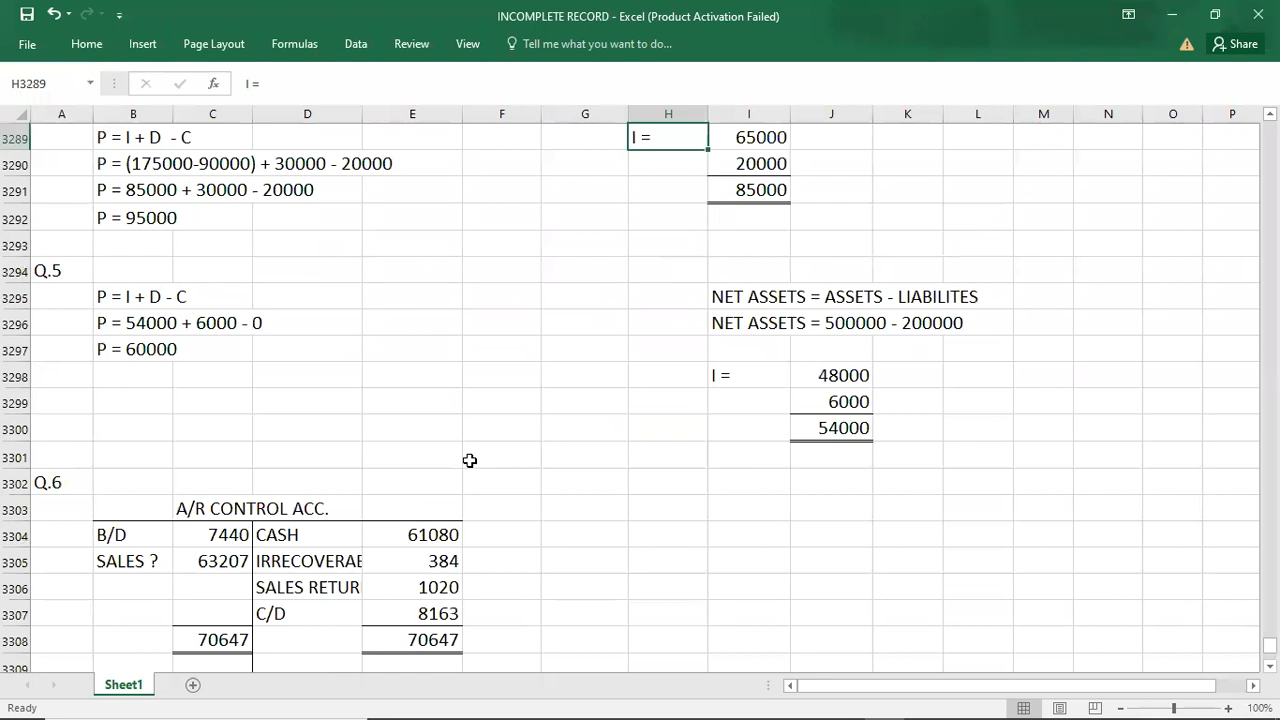 INCOMPLETE RECORD - Excel (Product Activation Failed)
File Home Insert Page Layout Formulas Data Review View Tell me what you want to do... Share
H3289 fx I =
A B C D E F G H I J K L M N O P
3289 P = I + D - C I = 65000
3290 P = (175000-90000) + 30000 - 20000 20000
3291 P = 85000 + 30000 - 20000 85000
3292 P = 95000
3293
3294 Q.5
3295 P = I + D - C NET ASSETS = ASSETS - LIABILITES
3296 P = 54000 + 6000 - 0 NET ASSETS = 500000 - 200000
3297 P = 60000
3298 I = 48000
3299 6000
3300 54000
3301
3302 Q.6
3303 A/R CONTROL ACC.
3304 B/D 7440 CASH 61080
3305 SALES ? 63207 IRRECOVERAE 384
3306 SALES RETUR 1020
3307 C/D 8163
3308 70647 70647
3309
Sheet1
Ready 100%